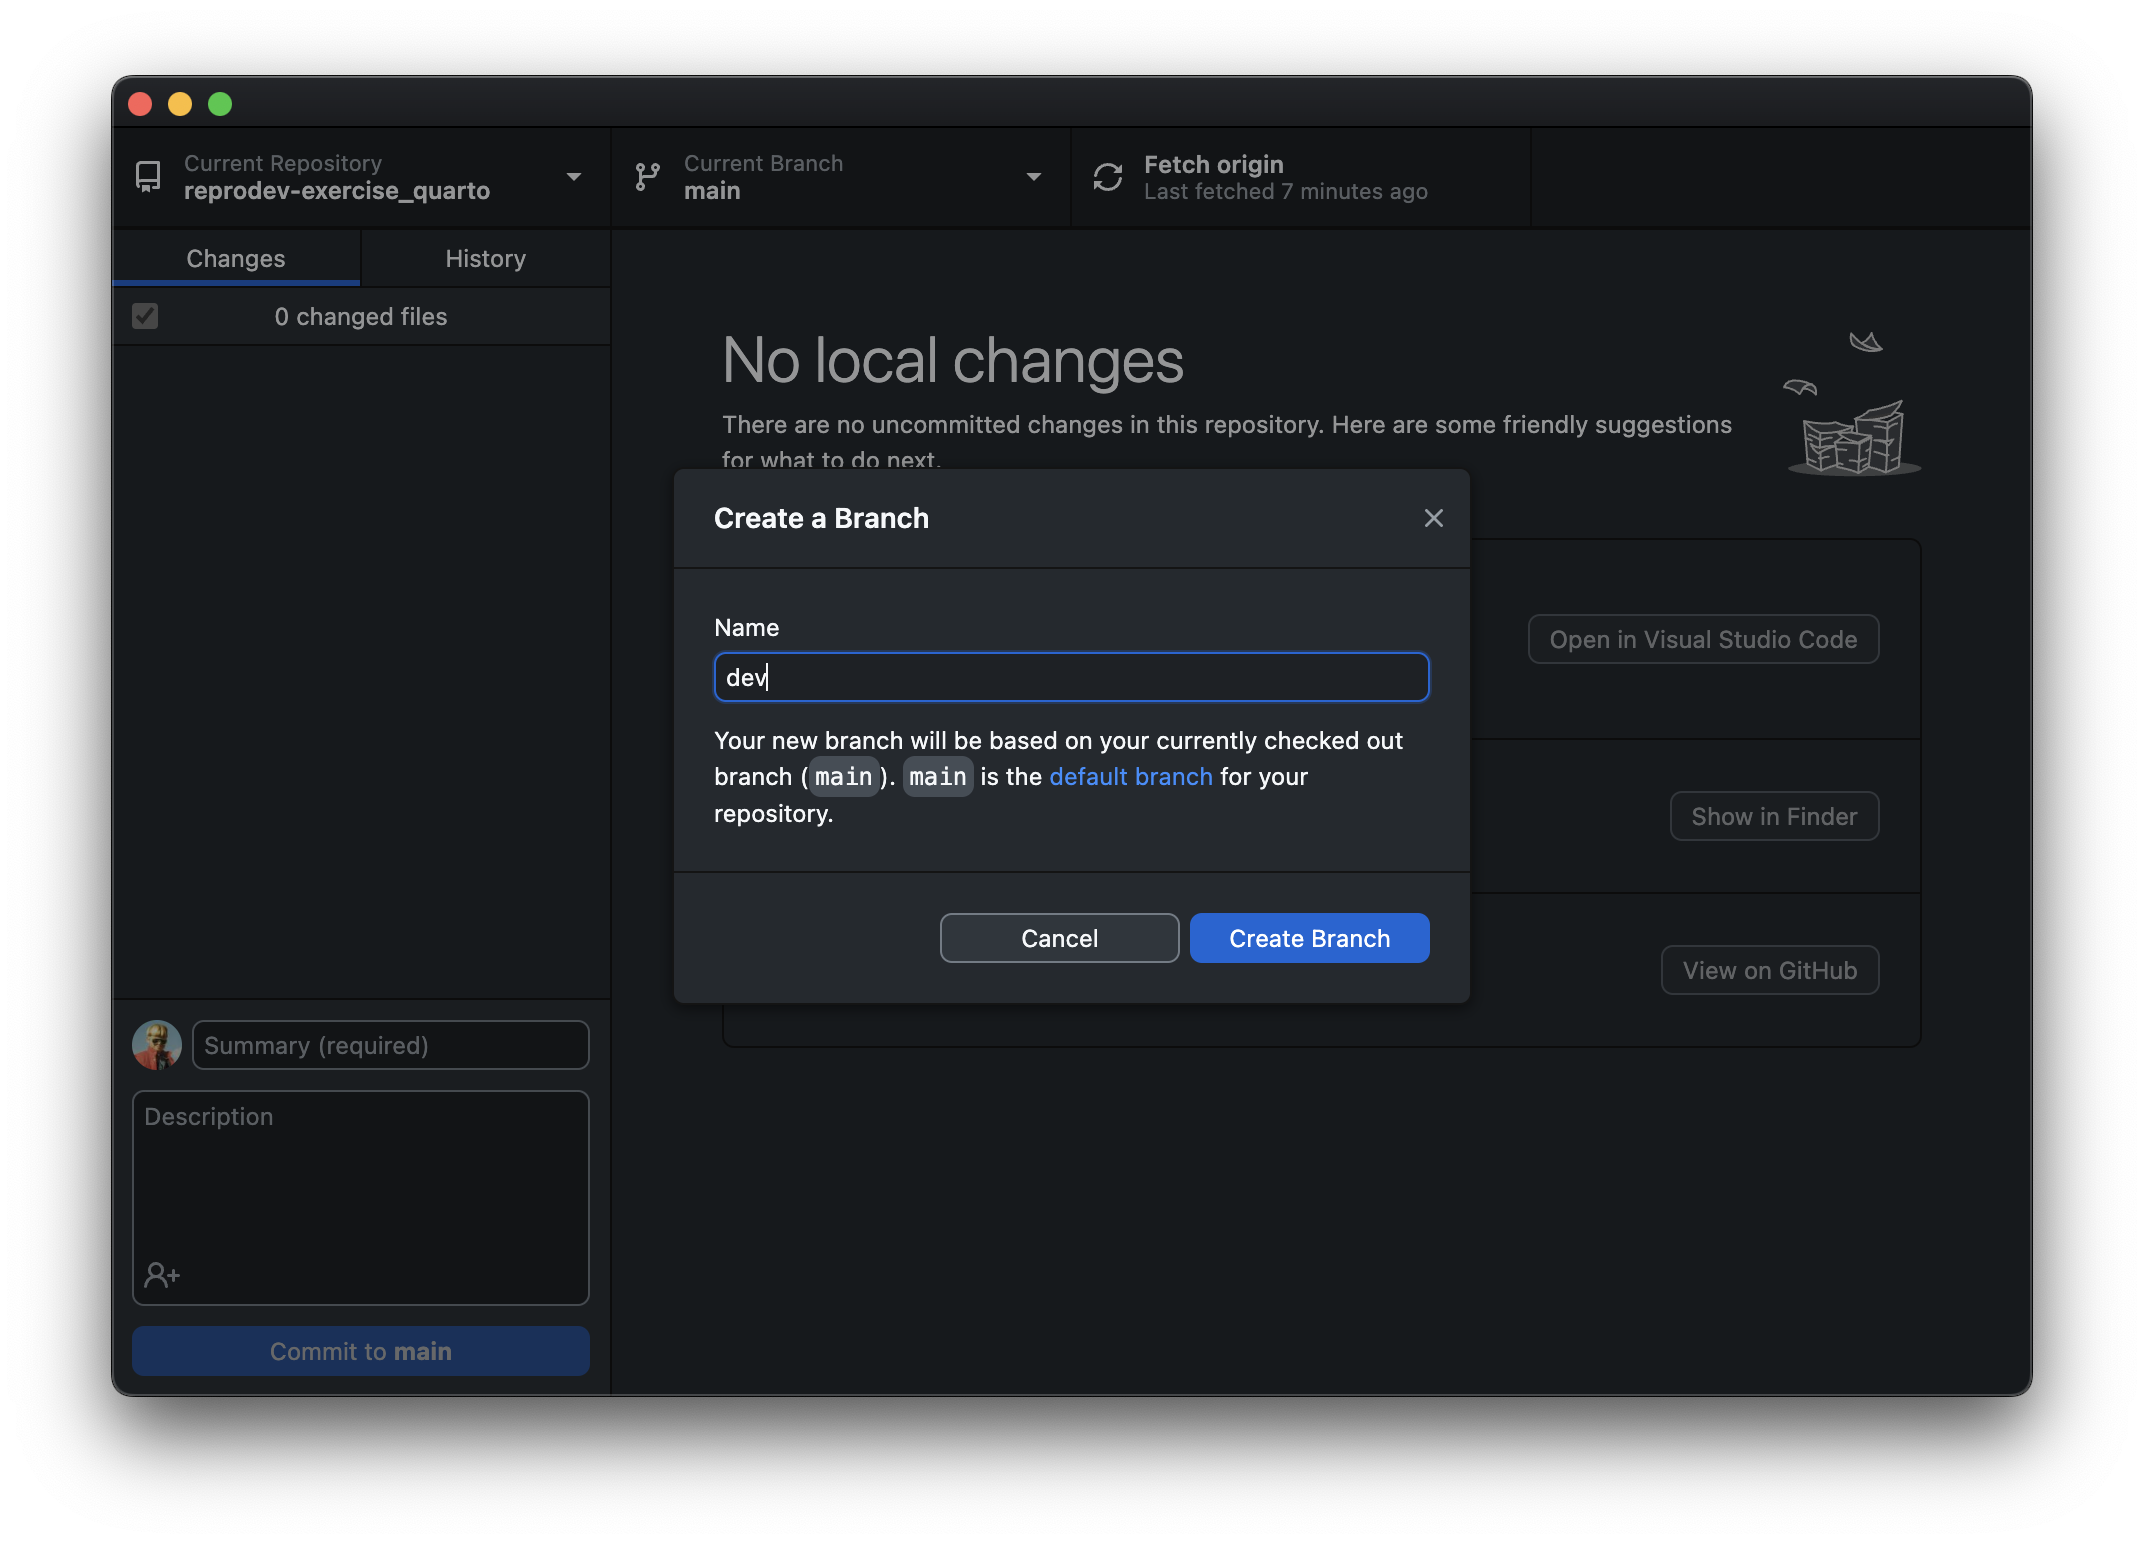 Current Repository
reprodev-exercise_quarto
Current Branch
main
Fetch origin
Last fetched 7 minutes ago
Changes
History
0 changed files
No local changes
There are no uncommitted changes in this repository. Here are some friendly suggestions
for what to do next.
Create a Branch
Name
dev
Your new branch will be based on your currently checked out
branch (main). main is the default branch for your
repository.
Cancel
Create Branch
Open in Visual Studio Code
Show in Finder
View on GitHub
Summary (required)
Description
Commit to main